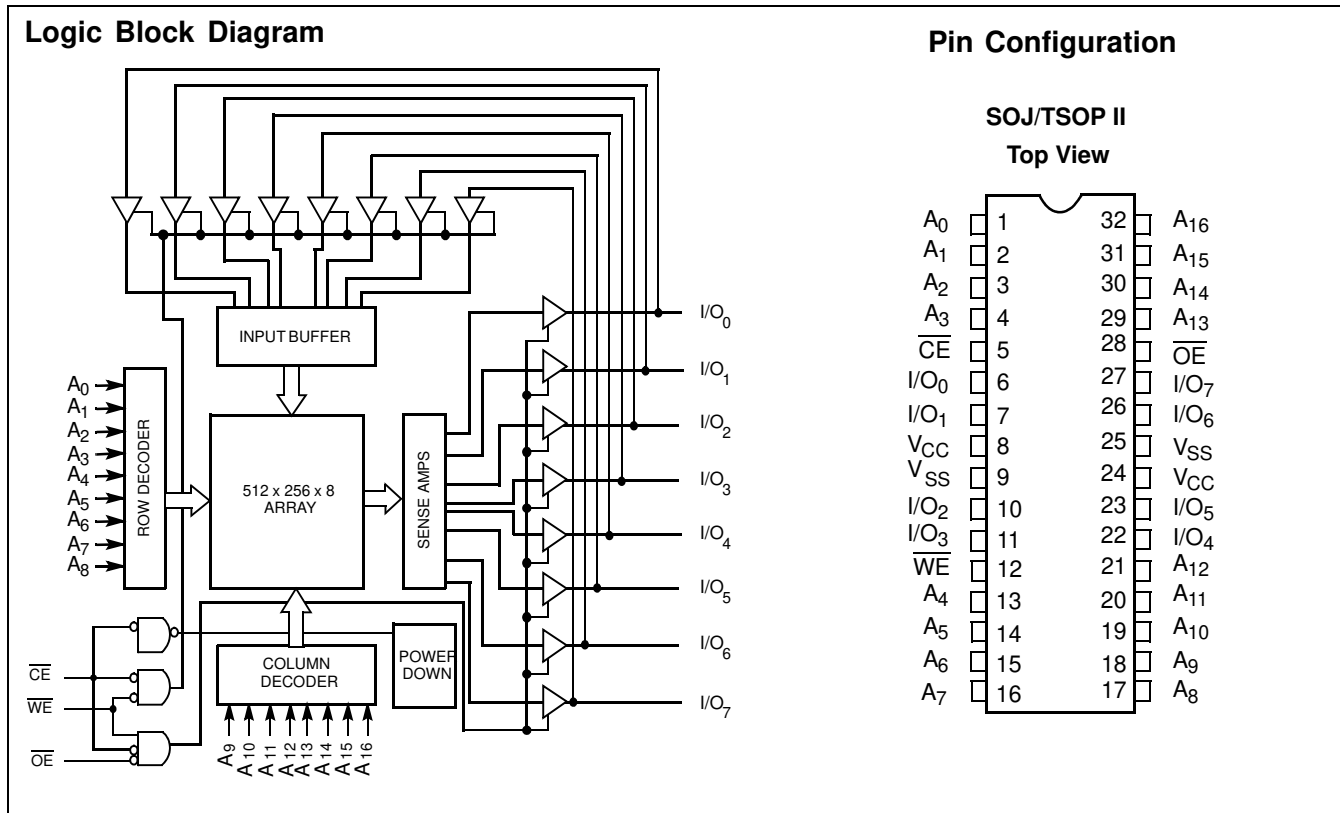 Logic Block Diagram
INPUT BUFFER
A0
A1
A2
A3
A4
A5
A6
A7
A8
ROW DECODER
512 x 256 x 8
ARRAY
SENSE AMPS
I/O0
I/O1
I/O2
I/O3
I/O4
I/O5
I/O6
I/O7
CE
WE
OE
COLUMN
DECODER
POWER
DOWN
A9
A10
A11
A12
A13
A14
A15
A16
Pin Configuration
SOJ/TSOP II
Top View
A0 1 32 A16
A1 2 31 A15
A2 3 30 A14
A3 4 29 A13
CE 5 28 OE
I/O0 6 27 I/O7
I/O1 7 26 I/O6
VCC 8 25 VSS
VSS 9 24 VCC
I/O2 10 23 I/O5
I/O3 11 22 I/O4
WE 12 21 A12
A4 13 20 A11
A5 14 19 A10
A6 15 18 A9
A7 16 17 A8